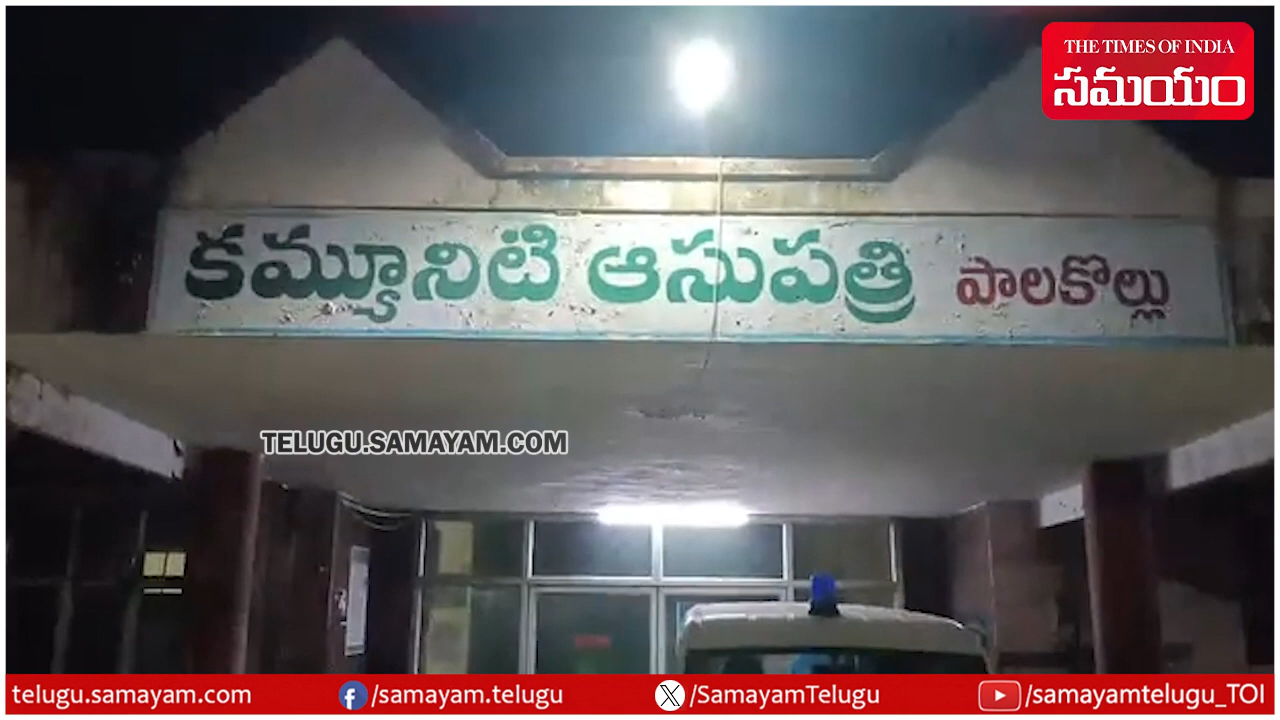 THE TIMES OF INDIA
సమయం
కమ్యూనిటి ఆసుపత్రి పాలకొల్లు
TELUGU.SAMAYAM.COM
telugu.samayam.com /samayam.telugu /SamayamTelugu /samayamtelugu_TOI